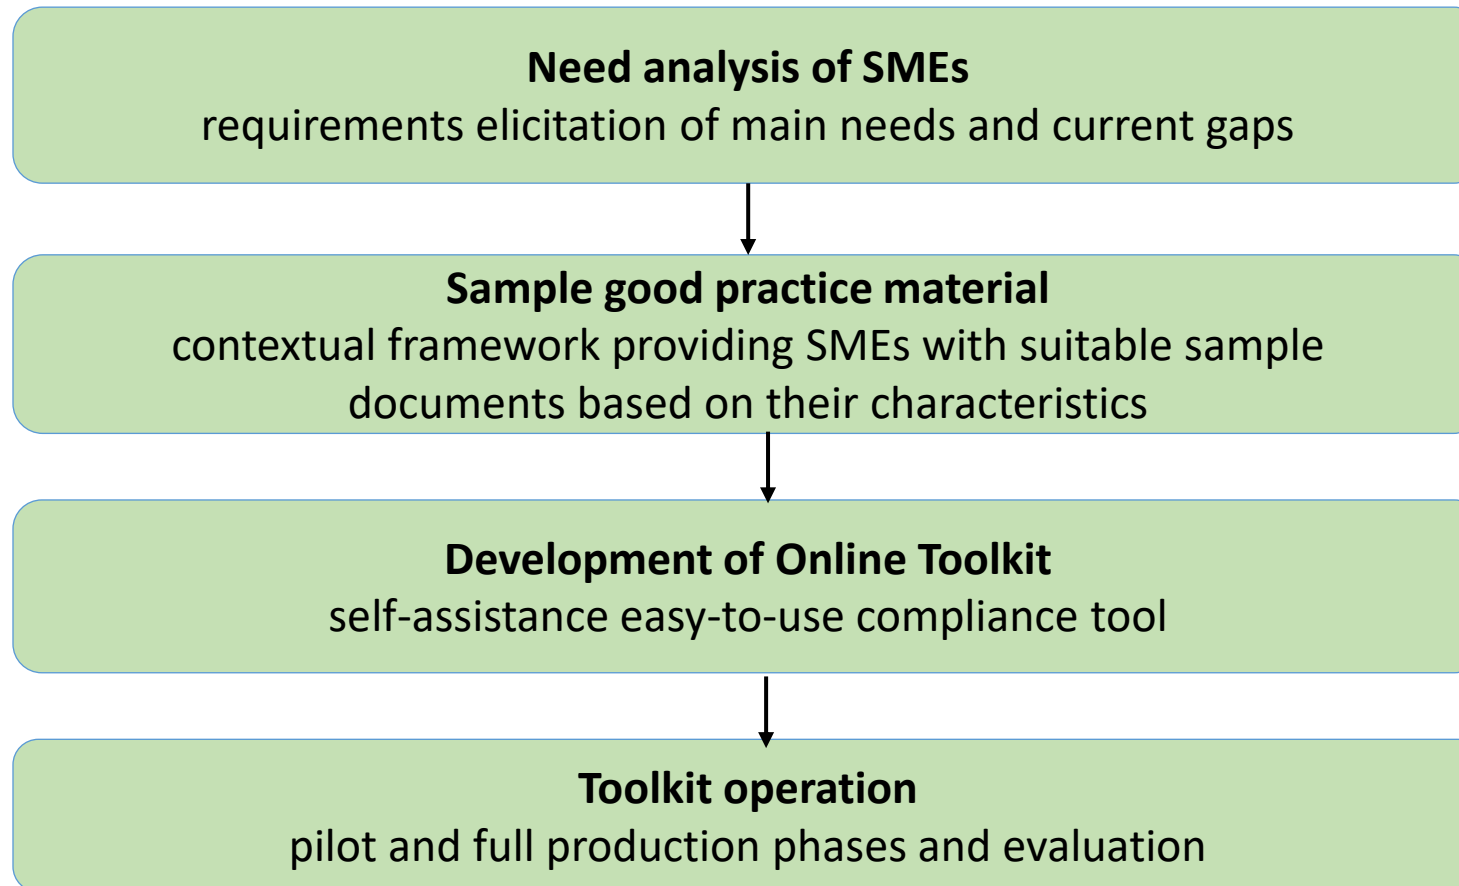 Need analysis of SMEs
requirements elicitation of main needs and current gaps
Sample good practice material
contextual framework providing SMEs with suitable sample
documents based on their characteristics
Development of Online Toolkit
self-assistance easy-to-use compliance tool
Toolkit operation
pilot and full production phases and evaluation